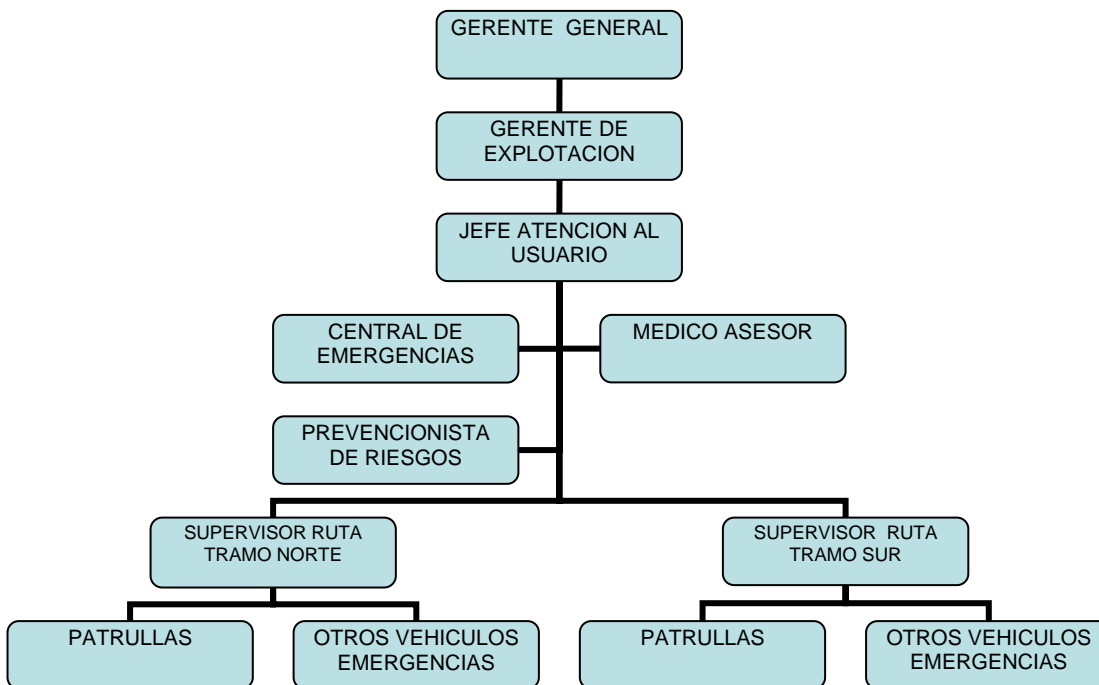 GERENTE GENERAL
GERENTE DE
EXPLOTACION
JEFE ATENCION AL
USUARIO
CENTRAL DE
EMERGENCIAS
MEDICO ASESOR
PREVENCIONISTA
DE RIESGOS
SUPERVISOR RUTA
TRAMO NORTE
SUPERVISOR RUTA
TRAMO SUR
PATRULLAS
OTROS VEHICULOS
EMERGENCIAS
PATRULLAS
OTROS VEHICULOS
EMERGENCIAS